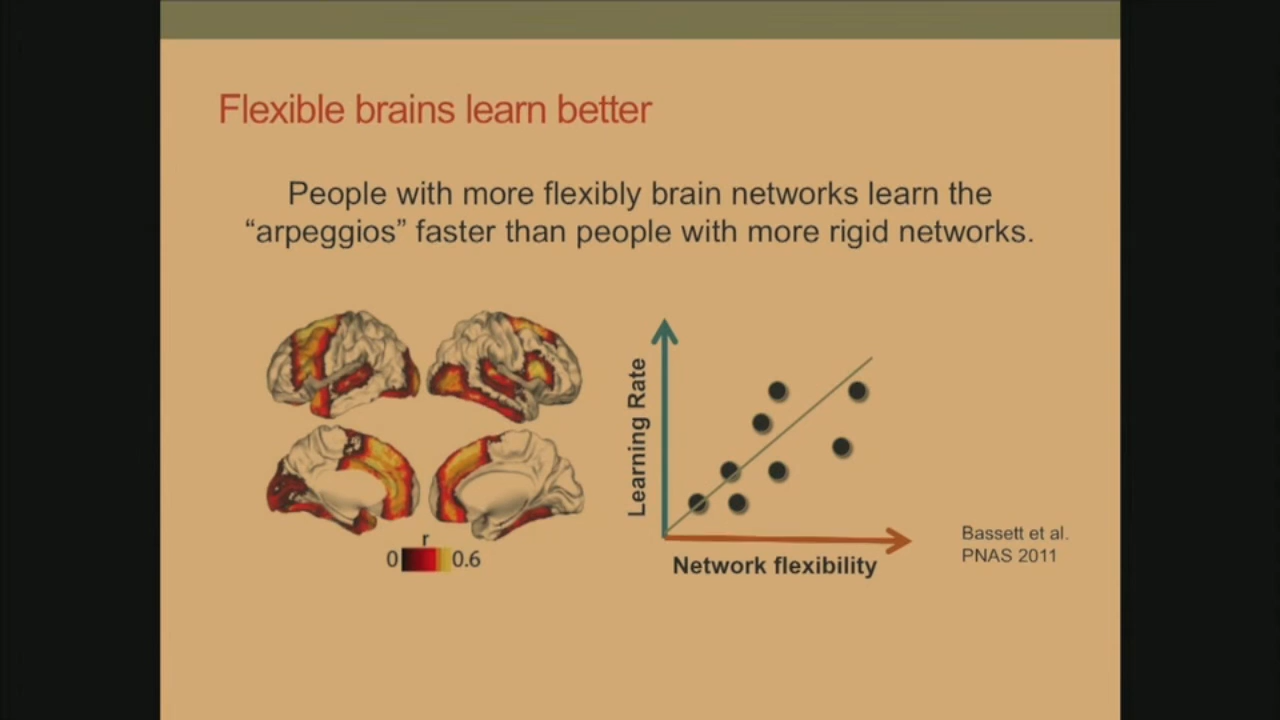 Flexible brains learn better
People with more flexibly brain networks learn the
“arpeggios” faster than people with more rigid networks.
r
0 0.6
Learning Rate
Network flexibility
Bassett et al.
PNAS 2011